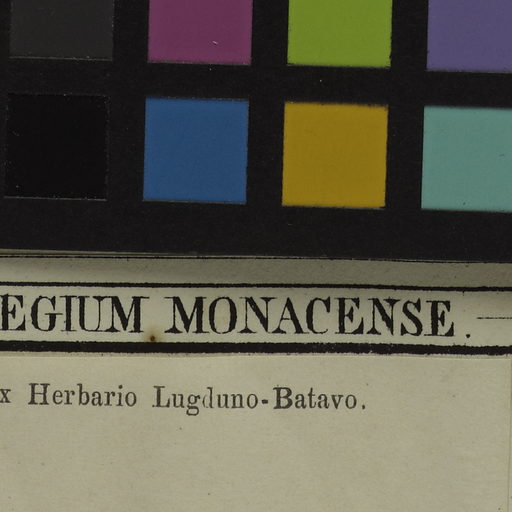 EGIUM MONACENSE.
x Herbario Lugduno-Batavo.